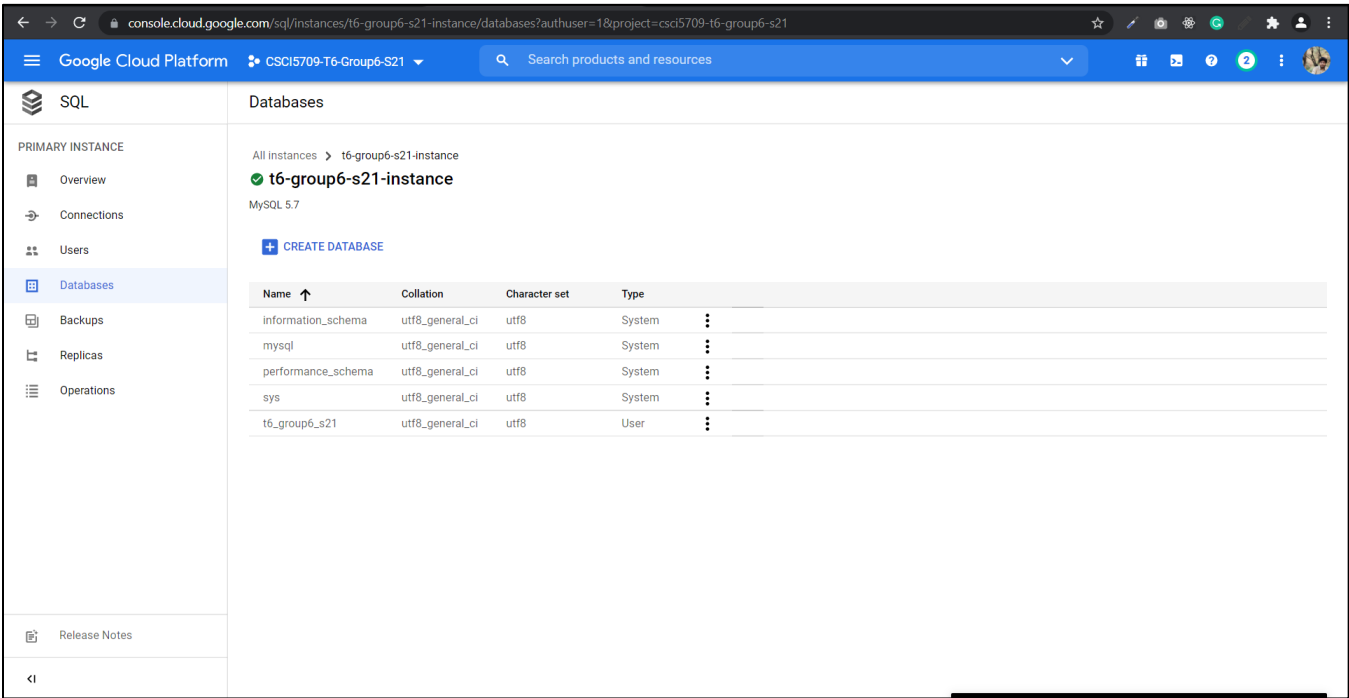 console.cloud.google.com/sql/instances/t6-group6-s21-instance/databases?authuser=1&project=csci5709-t6-group6-s21
Google Cloud Platform CSCI5709-T6-Group6-S21 Search products and resources 2
SQL
Databases
PRIMARY INSTANCE
Overview
Connections
Users
Databases
Backups
Replicas
Operations
Release Notes
All instances > t6-group6-s21-instance
t6-group6-s21-instance
MySQL 5.7
CREATE DATABASE
Name Collation Character set Type
information_schema utf8_general_ci utf8 System
mysql utf8_general_ci utf8 System
performance_schema utf8_general_ci utf8 System
sys utf8_general_ci utf8 System
t6_group6_s21 utf8_general_ci utf8 User